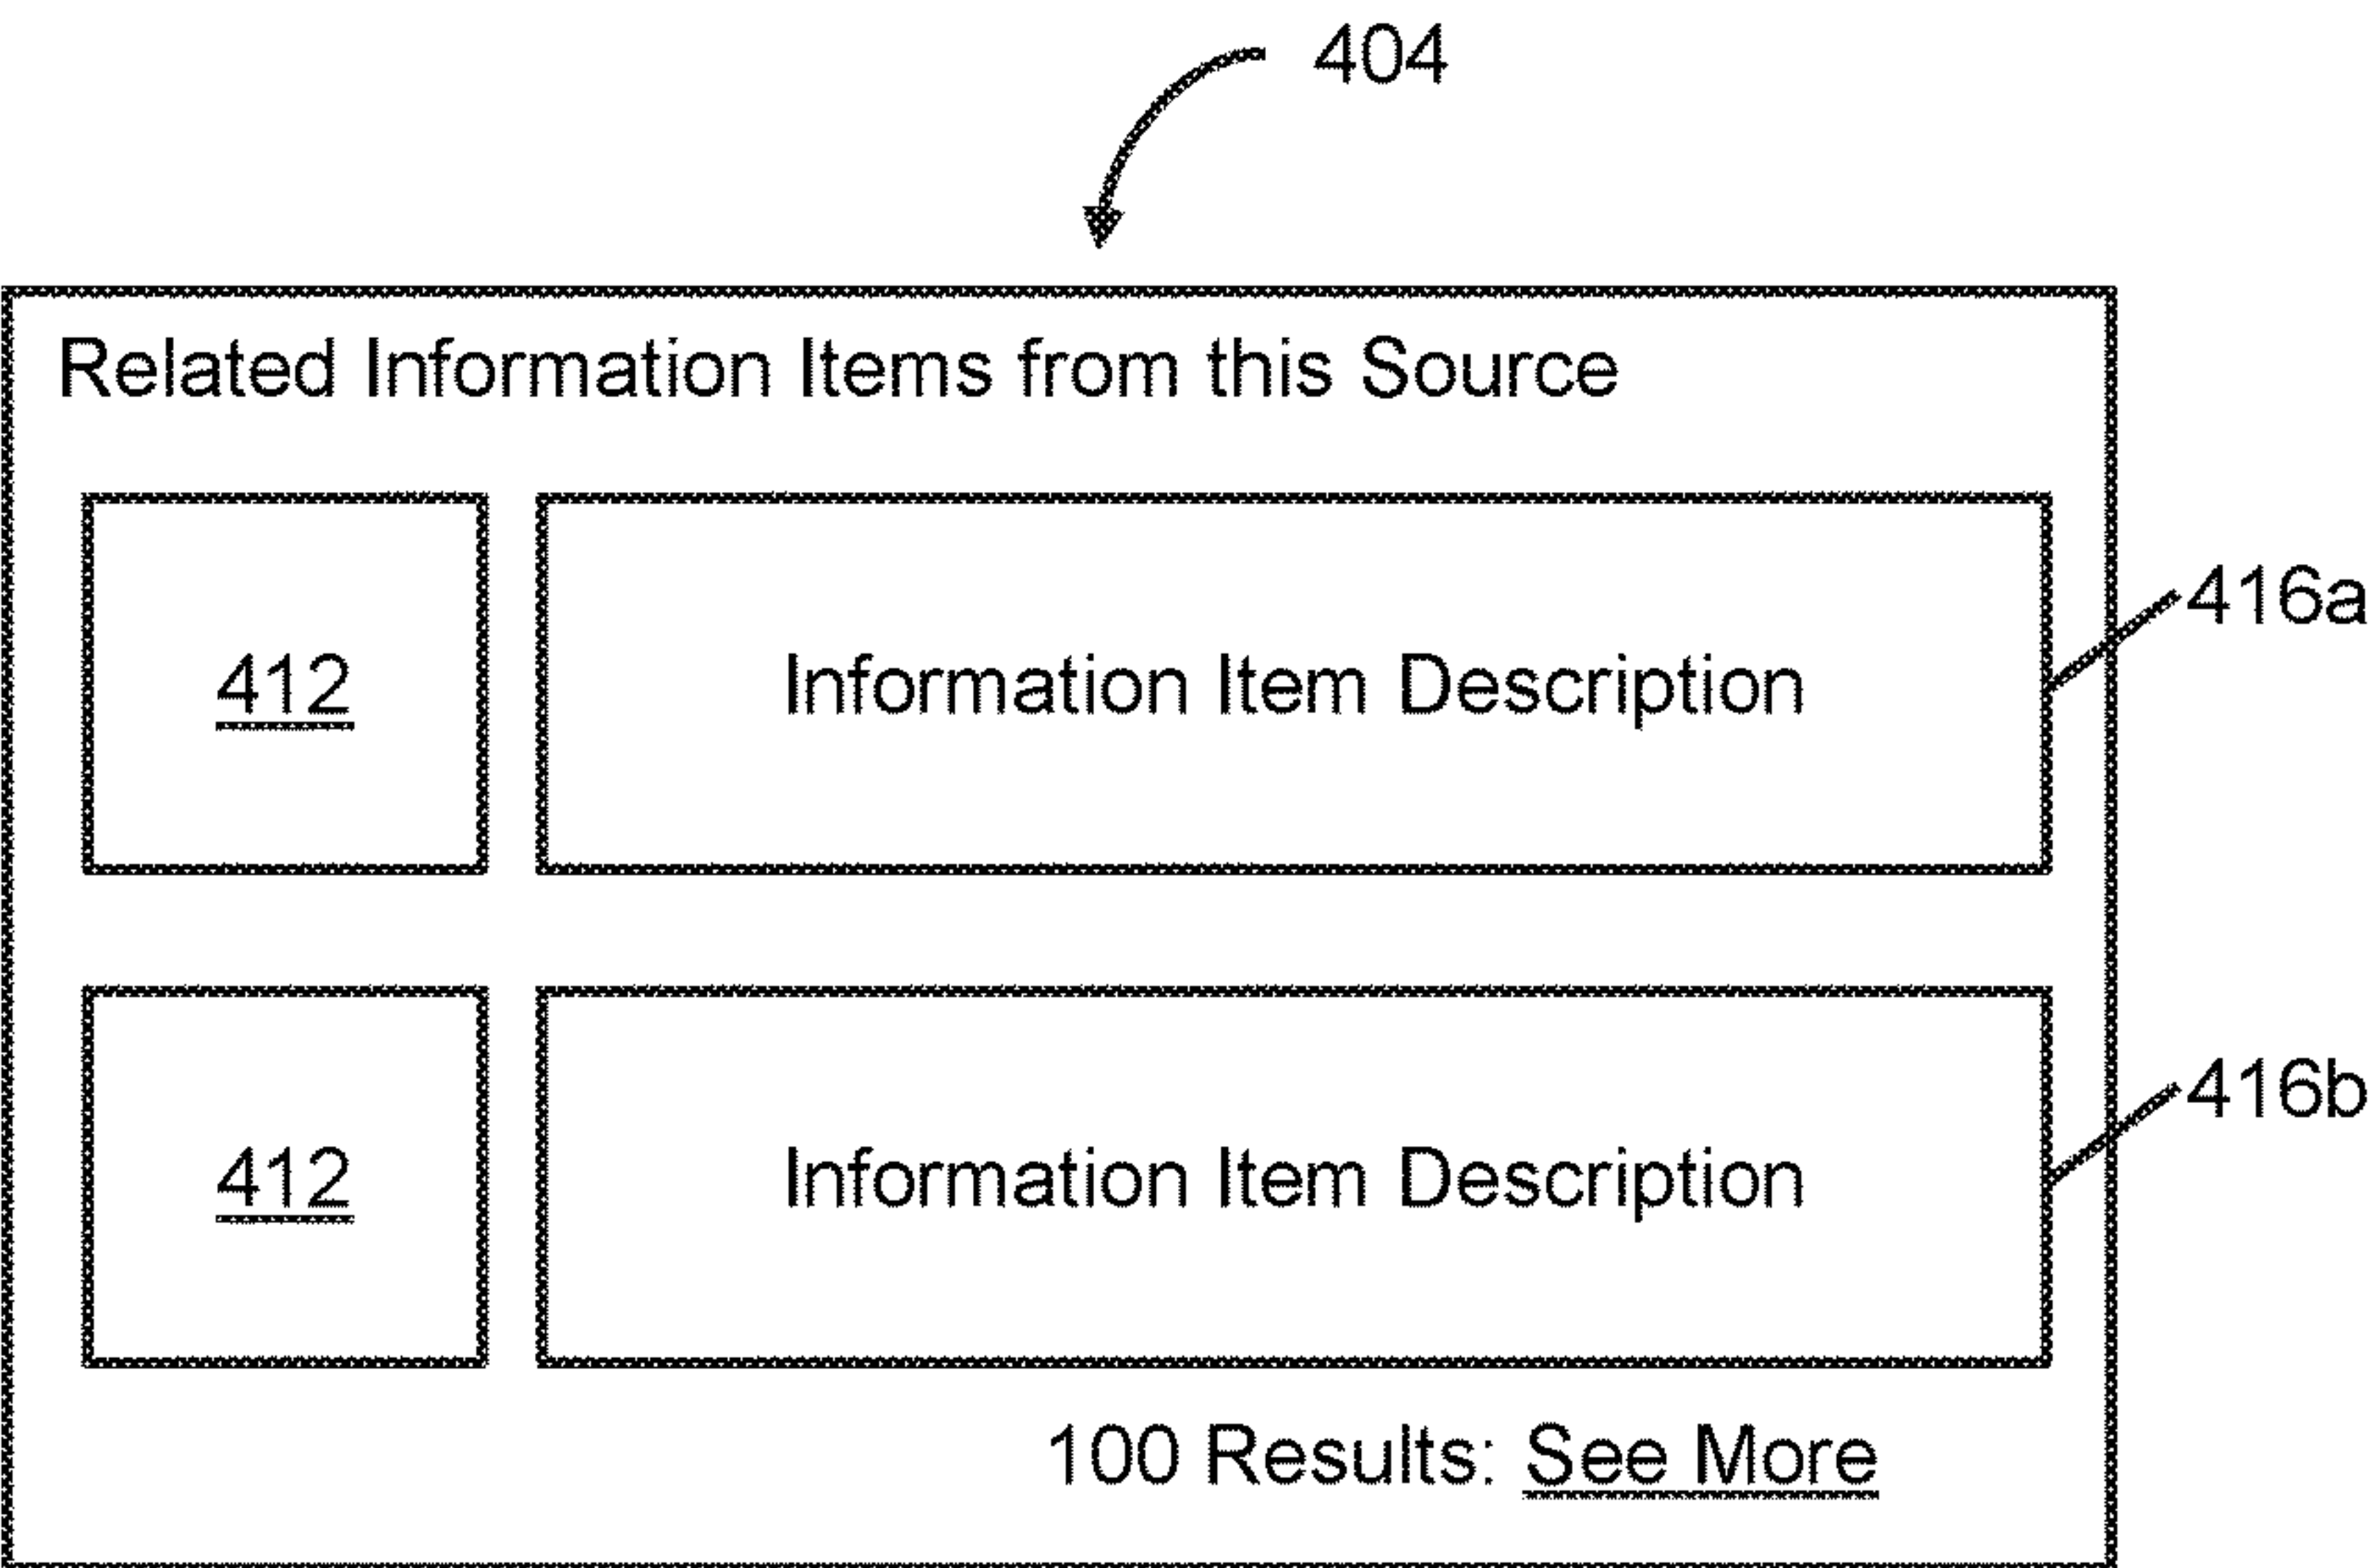 404
Related Information Items from this Source
412
Information Item Description
416a
412
Information Item Description
416b
100 Results: See More